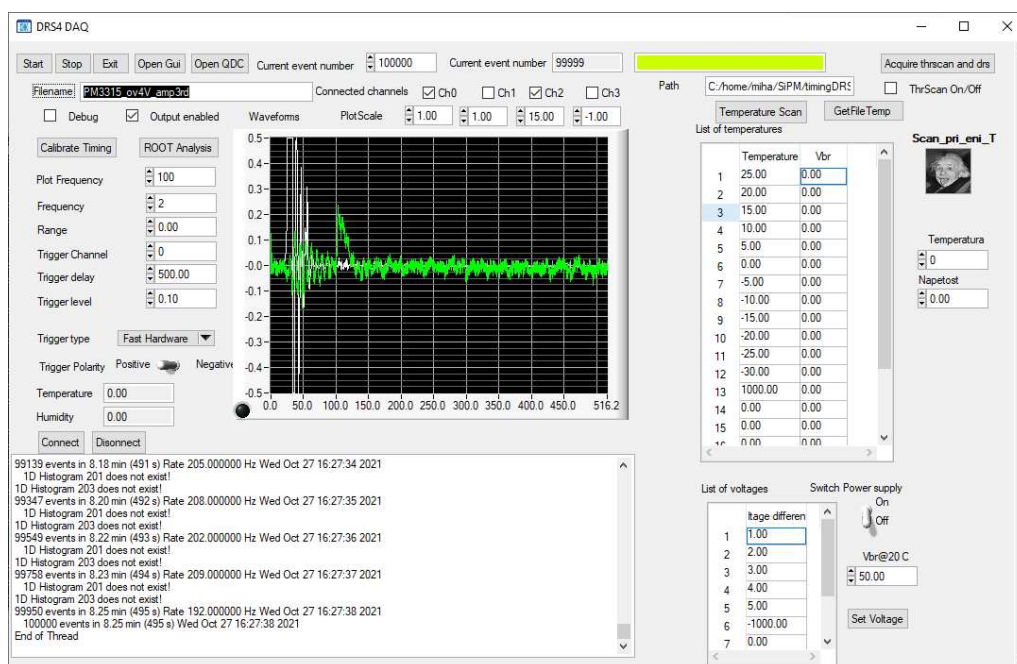 DRS4 DAQ
Start Stop Exit Open Gui Open QDC Current event number 100000 Current event number 99999 Acquire thrscan and drs
Filename PM3315_ov4V_amp3rd Connected channels Ch0 Ch1 Ch2 Ch3 Path C:/home/miha/SiPM/timingDRS ThrScan On/Off
Debug Output enabled Waveforms PlotScale 1.00 1.00 15.00 -1.00 Temperature Scan GetFileTemp
Calibrate Timing ROOT Analysis
Plot Frequency 100
Frequency 2
Range 0.00
Trigger Channel 0
Trigger delay 500.00
Trigger level 0.10
Trigger type Fast Hardware
Trigger Polarity Positive Negative
Temperature 0.00
Humidity 0.00
Connect Disonnect
0.5
0.4
0.3
0.2
0.1
-0.0
-0.1
-0.2
-0.3
-0.4
-0.5
0.0 50.0 100.0 150.0 200.0 250.0 300.0 350.0 400.0 450.0 516.2
List of temperatures
Temperature Vbr
1 25.00 0.00
2 20.00 0.00
3 15.00 0.00
4 10.00 0.00
5 5.00 0.00
6 0.00 0.00
7 -5.00 0.00
8 -10.00 0.00
9 -15.00 0.00
10 -20.00 0.00
11 -25.00 0.00
12 -30.00 0.00
13 1000.00 0.00
14 0.00 0.00
15 0.00 0.00
16 0.00 0.00
Scan_pri_eni_T
Temperatura
0
Napetost
0.00
99139 events in 8.18 min (491 s) Rate 205.000000 Hz Wed Oct 27 16:27:34 2021
1D Histogram 201 does not exist!
1D Histogram 203 does not exist!
99347 events in 8.20 min (492 s) Rate 208.000000 Hz Wed Oct 27 16:27:35 2021
1D Histogram 201 does not exist!
1D Histogram 203 does not exist!
99549 events in 8.22 min (493 s) Rate 202.000000 Hz Wed Oct 27 16:27:36 2021
1D Histogram 201 does not exist!
1D Histogram 203 does not exist!
99758 events in 8.23 min (494 s) Rate 209.000000 Hz Wed Oct 27 16:27:37 2021
1D Histogram 201 does not exist!
1D Histogram 203 does not exist!
99950 events in 8.25 min (495 s) Rate 192.000000 Hz Wed Oct 27 16:27:38 2021
100000 events in 8.25 min (495 s) Wed Oct 27 16:27:38 2021
End of Thread
List of voltages
ltage differen
1 1.00
2 2.00
3 3.00
4 4.00
5 5.00
6 -1000.00
7 0.00
Switch Power supply
On
Off
Vbr@20 C
50.00
Set Voltage